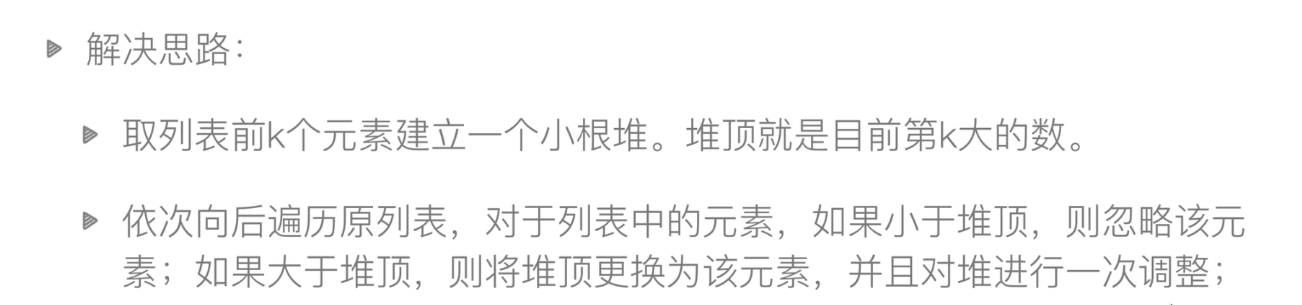 解决思路：
取列表前k个元素建立一个小根堆。堆顶就是目前第k大的数。
依次向后遍历原列表，对于列表中的元素，如果小于堆顶，则忽略该元
素；如果大于堆顶，则将堆顶更换为该元素，并且对堆进行一次调整；